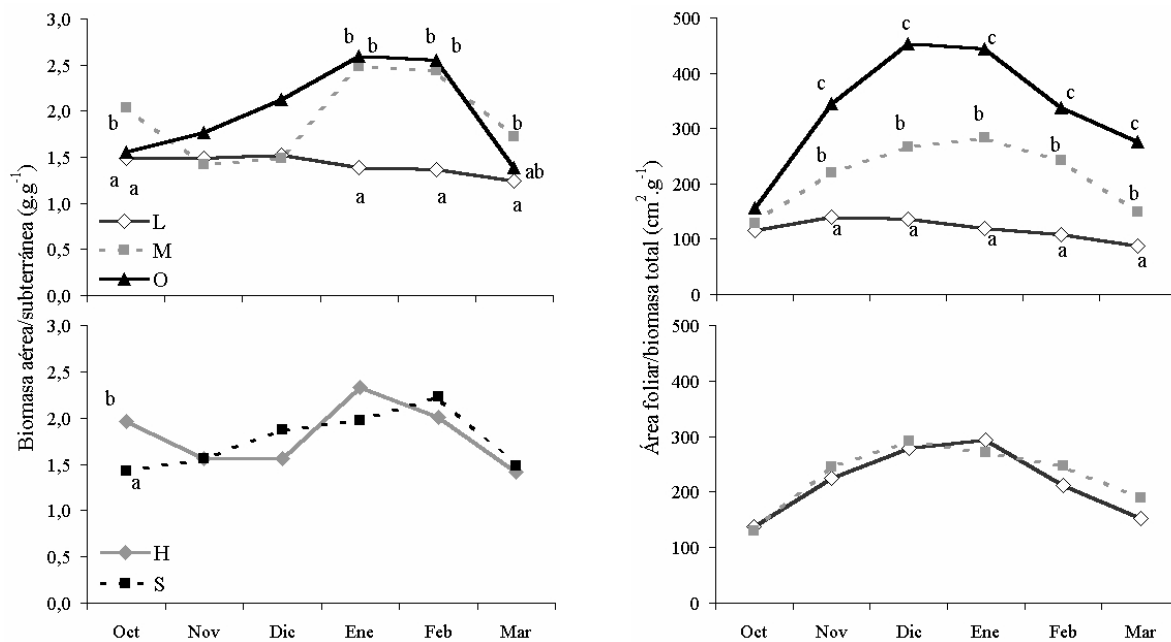 Biomasa aérea/subterránea (g.g-1)
3,0
2,5
2,0
1,5
1,0
0,5
0,0
b
b
b
b
b
b
a
a
a
a
a
ab
L
M
O
Área foliar/biomasa total (cm2.g-1)
500
400
300
200
100
0
c
c
c
c
c
b
b
b
b
b
a
a
a
a
a
3,0
2,5
2,0
1,5
1,0
0,5
0,0
b
a
H
S
Oct Nov Dic Ene Feb Mar
500
400
300
200
100
0
Oct Nov Dic Ene Feb Mar